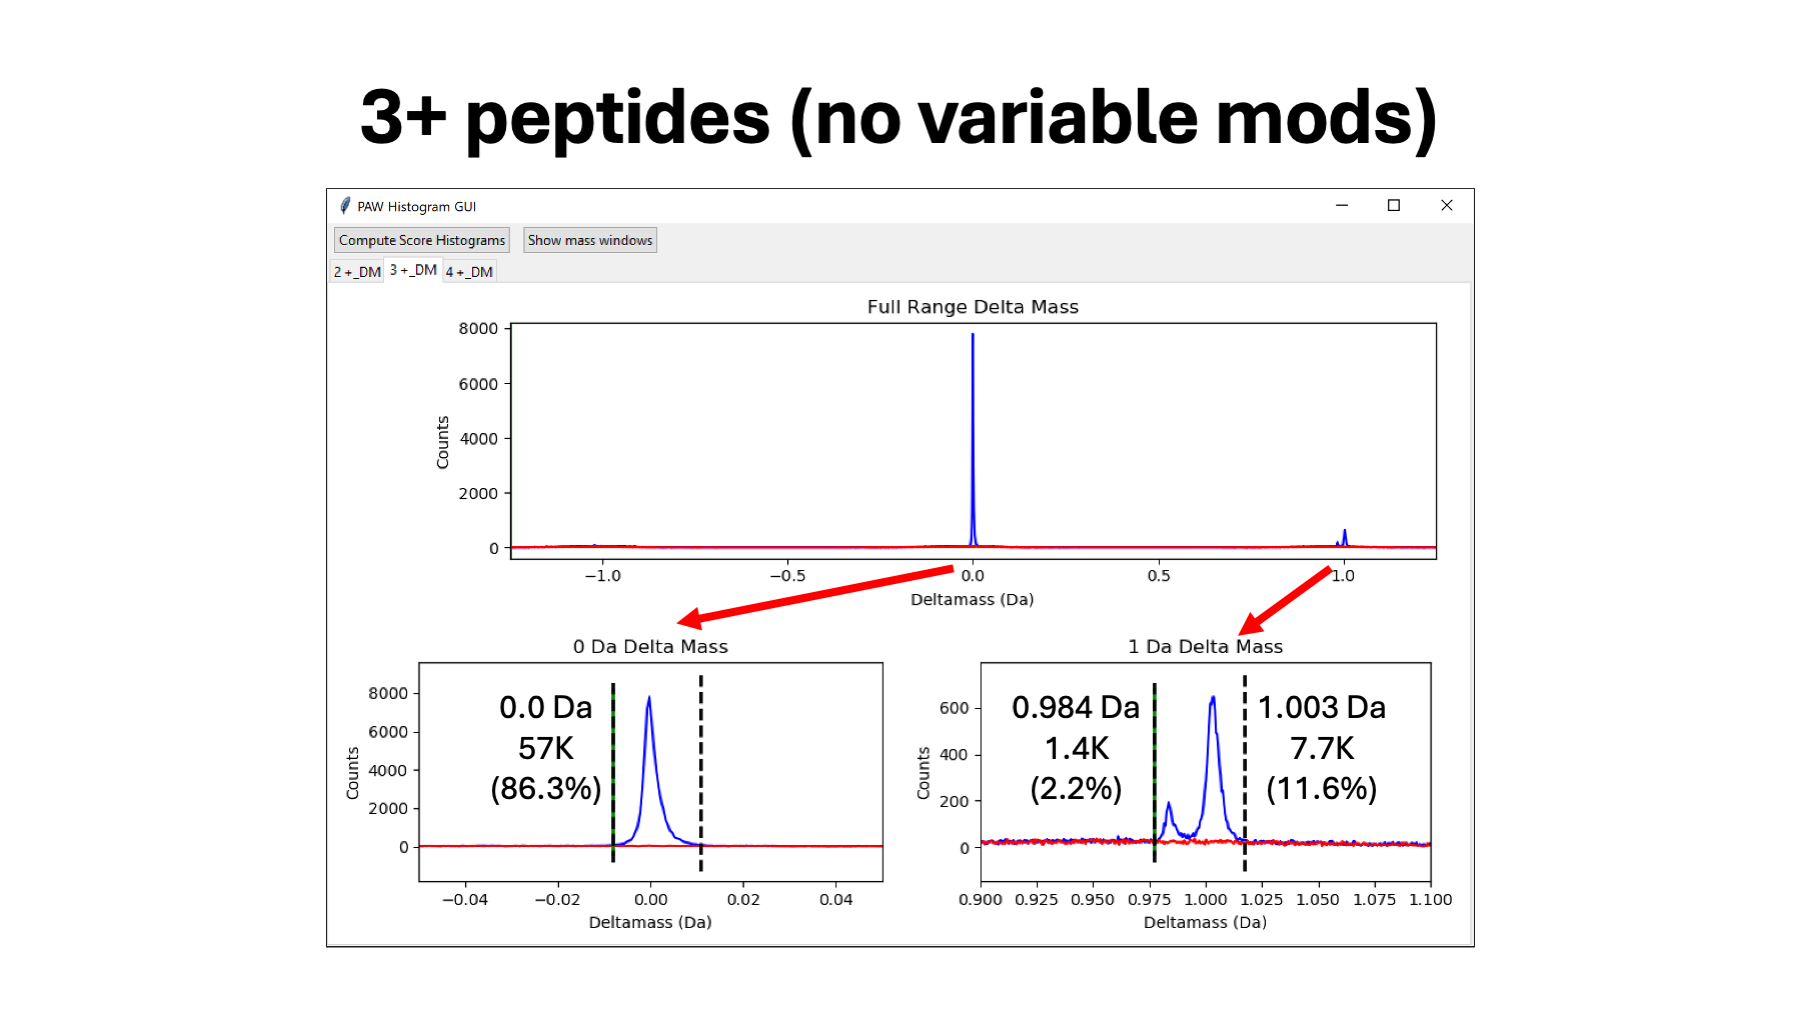 3+ peptides (no variable mods)
PAW Histogram GUI
Compute Score Histograms Show mass windows
2 +_DM 3 +_DM 4 +_DM
Full Range Delta Mass
8000
6000
4000
2000
0
Counts
−1.0 −0.5 0.0 0.5 1.0
Deltamass (Da)
0 Da Delta Mass
8000
6000
4000
2000
0
Counts
0.0 Da
57K
(86.3%)
−0.04 −0.02 0.00 0.02 0.04
Deltamass (Da)
1 Da Delta Mass
600
400
200
0
Counts
0.984 Da
1.4K
(2.2%)
1.003 Da
7.7K
(11.6%)
0.900 0.925 0.950 0.975 1.000 1.025 1.050 1.075 1.100
Deltamass (Da)